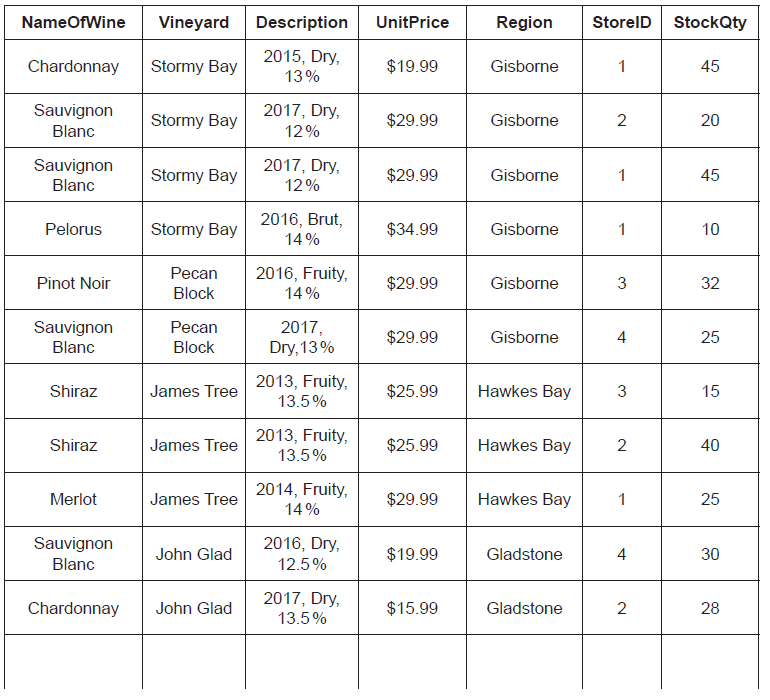 NameOfWine Vineyard Description UnitPrice Region StoreID StockQty
Chardonnay Stormy Bay 2015, Dry, 13% $19.99 Gisborne 1 45
Sauvignon Blanc Stormy Bay 2017, Dry, 12% $29.99 Gisborne 2 20
Sauvignon Blanc Stormy Bay 2017, Dry, 12% $29.99 Gisborne 1 45
Pelorus Stormy Bay 2016, Brut, 14% $34.99 Gisborne 1 10
Pinot Noir Pecan Block 2016, Fruity, 14% $29.99 Gisborne 3 32
Sauvignon Blanc Pecan Block 2017, Dry,13% $29.99 Gisborne 4 25
Shiraz James Tree 2013, Fruity, 13.5% $25.99 Hawkes Bay 3 15
Shiraz James Tree 2013, Fruity, 13.5% $25.99 Hawkes Bay 2 40
Merlot James Tree 2014, Fruity, 14% $29.99 Hawkes Bay 1 25
Sauvignon Blanc John Glad 2016, Dry, 12.5% $19.99 Gladstone 4 30
Chardonnay John Glad 2017, Dry, 13.5% $15.99 Gladstone 2 28